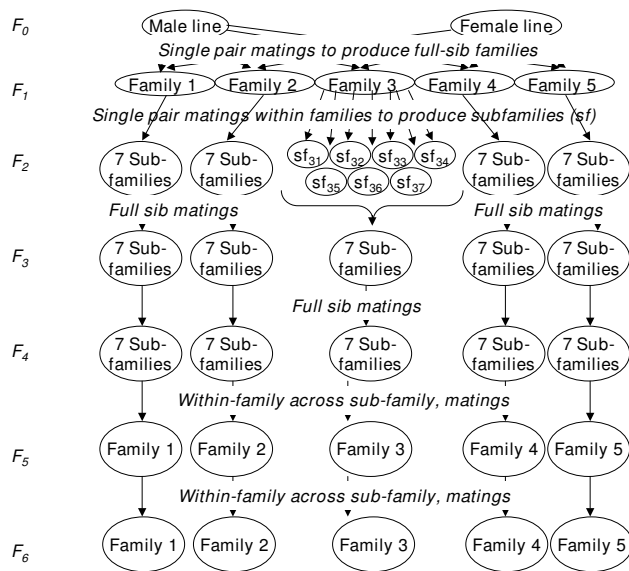 F0 Male line Female line
Single pair matings to produce full-sib families
F1 Family 1 Family 2 Family 3 Family 4 Family 5
Single pair matings within families to produce subfamilies (sf)
F2 7 Sub-families 7 Sub-families sf31 sf32 sf33 sf34 7 Sub-families 7 Sub-families
sf35 sf36 sf37
Full sib matings Full sib matings
F3 7 Sub-families 7 Sub-families 7 Sub-families 7 Sub-families 7 Sub-families
Full sib matings
F4 7 Sub-families 7 Sub-families 7 Sub-families 7 Sub-families 7 Sub-families
Within-family across sub-family, matings
F5 Family 1 Family 2 Family 3 Family 4 Family 5
Within-family across sub-family, matings
F6 Family 1 Family 2 Family 3 Family 4 Family 5